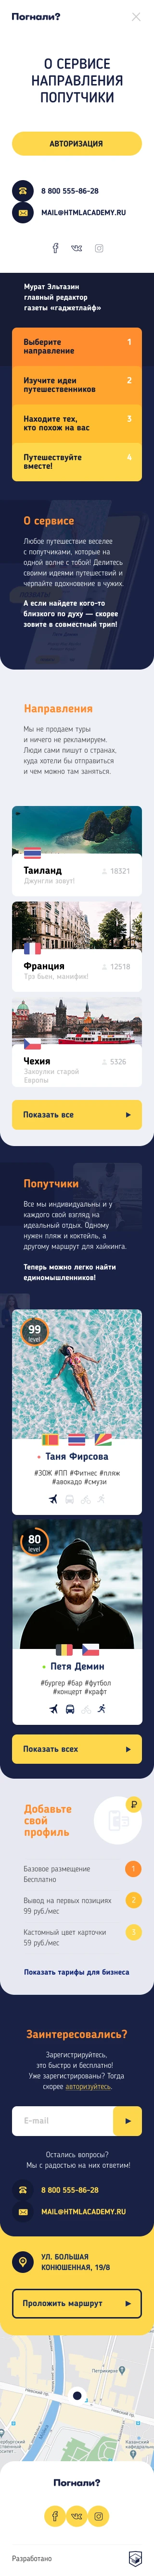 Погнали?
О СЕРВИСЕ
НАПРАВЛЕНИЯ
ПОПУТЧИКИ
АВТОРИЗАЦИЯ
8 800 555-86-28
MAIL@HTMLACADEMY.RU
Мурат Эльгазин
главный редактор
газеты «гаджетлайф»
Выберите
направление
1
Изучите идеи
путешественников
2
Находите тех,
кто похож на вас
3
Путешествуйте
вместе!
4
О сервисе
Любое путешествие веселее
с попутчиками, которые на
одной волне с тобой! Делитесь
своими идеями путешествий и
черпайте вдохновение в чужих.
А если найдете кого-то
близкого по духу — скорее
зовите в совместный трип!
Направления
Мы не продаем туры
и ничего не рекламируем.
Люди сами пишут о странах,
куда хотели бы отправиться
и чем можно там заняться.
Таиланд
18321
Джунгли зовут!
Франция
12518
Трэ бьен, манифик!
Чехия
5326
Закоулки старой
Европы
Показать все
Попутчики
Все мы индивидуальны и у
каждого свой взгляд на
идеальный отдых. Одному
нужен пляж и коктейль, а
другому маршрут для хайкинга.
Теперь можно легко найти
единомышленников!
99
level
Таня Фирсова
#ЗОЖ #ПП #Фитнес #пляж
#авокадо #смузи
80
level
Петя Демин
#бургер #бар #футбол
#концерт #крафт
Показать всех
Добавьте
свой
профиль
₽
Базовое размещение
Бесплатно
1
Вывод на первых позициях
99 руб./мес
2
Кастомный цвет карточки
59 руб./мес
3
Показать тарифы для бизнеса
Заинтересовались?
Зарегистрируйтесь,
это быстро и бесплатно!
Уже зарегистрированы? Тогда
скорее авторизуйтесь.
E-mail
Остались вопросы?
Мы с радостью на них ответим!
8 800 555-86-28
MAIL@HTMLACADEMY.RU
УЛ. БОЛЬШАЯ
КОНЮШЕННАЯ, 19/8
Проложить маршрут
Погнали?
Разработано